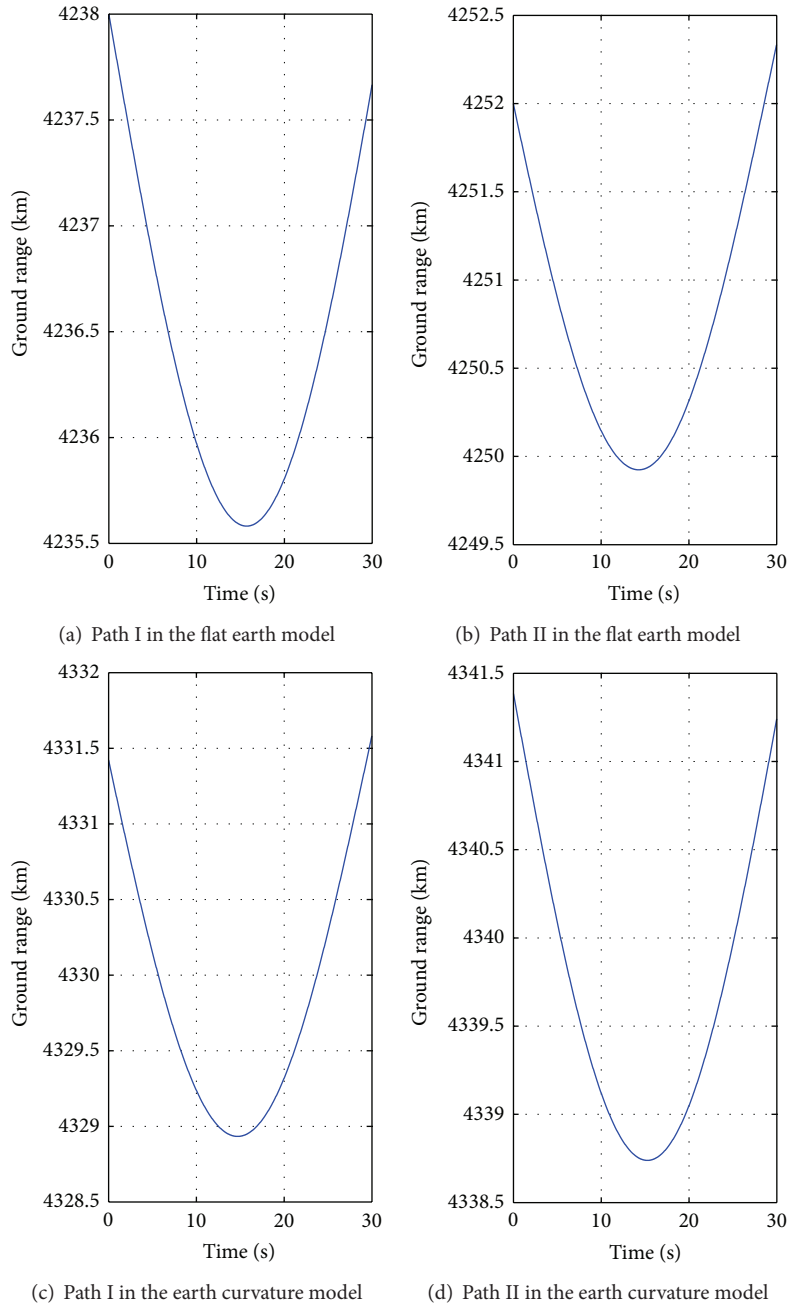 4238
4237.5
4237
4236.5
4236
4235.5
Ground range (km)
0 10 20 30
Time (s)
(a) Path I in the flat earth model
4252.5
4252
4251.5
4251
4250.5
4250
4249.5
Ground range (km)
0 10 20 30
Time (s)
(b) Path II in the flat earth model
4332
4331.5
4331
4330.5
4330
4329.5
4329
4328.5
Ground range (km)
0 10 20 30
Time (s)
(c) Path I in the earth curvature model
4341.5
4341
4340.5
4340
4339.5
4339
4338.5
Ground range (km)
0 10 20 30
Time (s)
(d) Path II in the earth curvature model